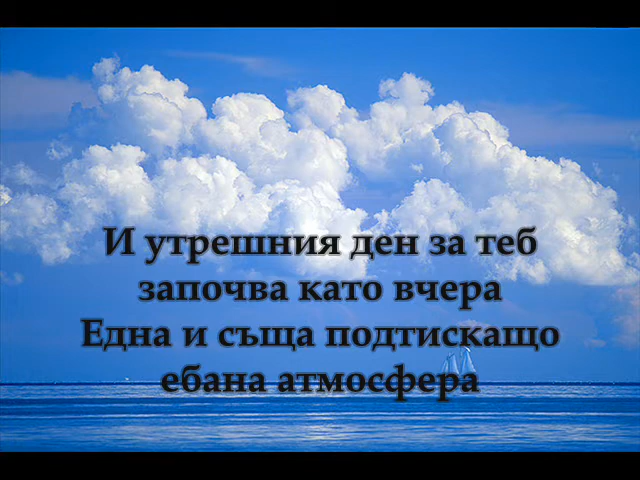 И утрешния ден за теб
започва като вчера
Една и съща подтискащо
ебана атмосфера